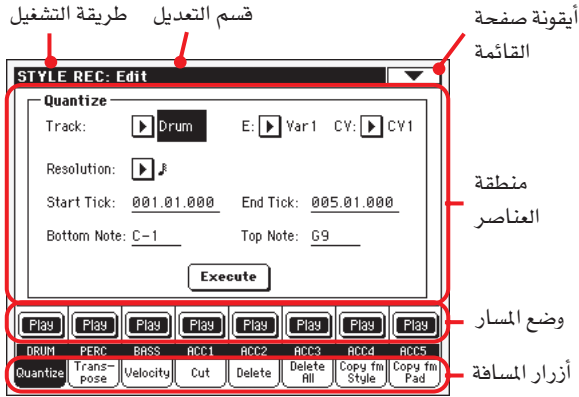 طريقة التشغيل
قسم التعديل
أيقونة صفحة
القائمة
STYLE REC: Edit
Quantize
Track: Drum E: Var1 CV: CV1
Resolution:
Start Tick: 001.01.000 End Tick: 005.01.000
Bottom Note: C-1 Top Note: G9
Execute
منطقة
العناصر
Play Play Play Play Play Play Play Play
وضع المسار
DRUM PERC BASS ACC1 ACC2 ACC3 ACC4 ACC5
Quantize Trans-pose Velocity Cut Delete Delete All Copy fm Style Copy fm Pad
أزرار المسافة